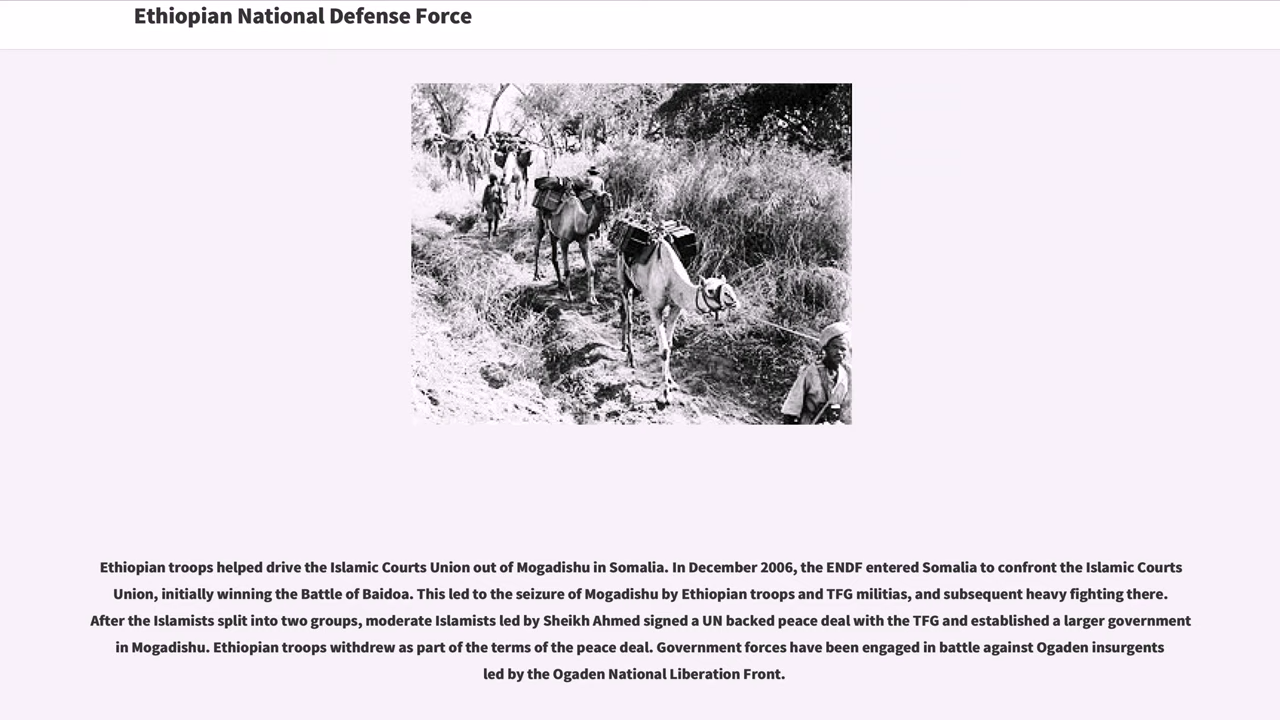 Ethiopian National Defense Force
Ethiopian troops helped drive the Islamic Courts Union out of Mogadishu in Somalia. In December 2006, the ENDF entered Somalia to confront the Islamic Courts
Union, initially winning the Battle of Baidoa. This led to the seizure of Mogadishu by Ethiopian troops and TFG militias, and subsequent heavy fighting there.
After the Islamists split into two groups, moderate Islamists led by Sheikh Ahmed signed a UN backed peace deal with the TFG and established a larger government
in Mogadishu. Ethiopian troops withdrew as part of the terms of the peace deal. Government forces have been engaged in battle against Ogaden insurgents
led by the Ogaden National Liberation Front.